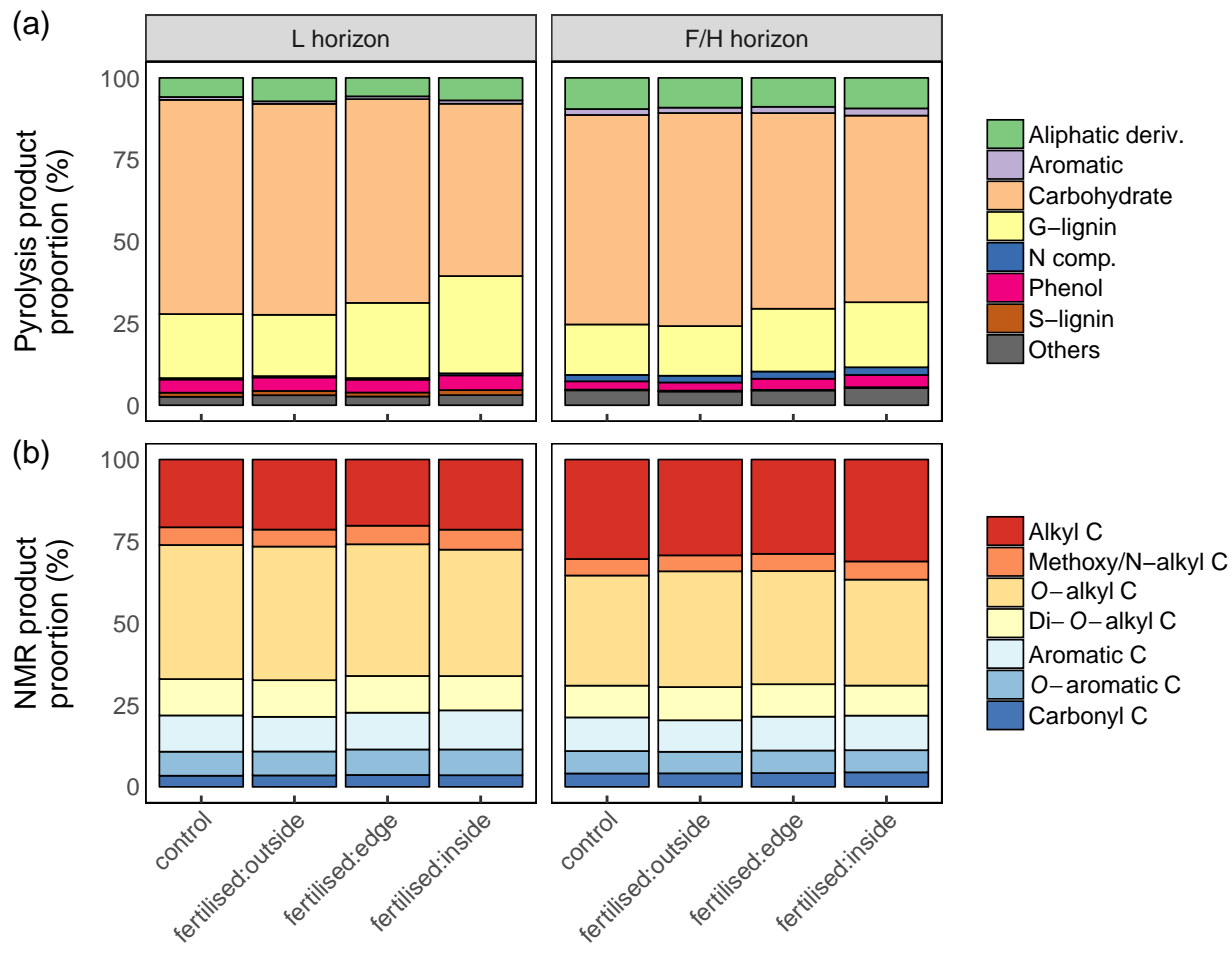 (a)
L horizon
F/H horizon
Pyrolysis product
proportion (%)
100
75
50
25
0
Aliphatic deriv.
Aromatic
Carbohydrate
G−lignin
N comp.
Phenol
S−lignin
Others
(b)
NMR product
proortion (%)
100
75
50
25
0
Alkyl C
Methoxy/N−alkyl C
O−alkyl C
Di−O−alkyl C
Aromatic C
O−aromatic C
Carbonyl C
control
fertilised:outside
fertilised:edge
fertilised:inside
control
fertilised:outside
fertilised:edge
fertilised:inside